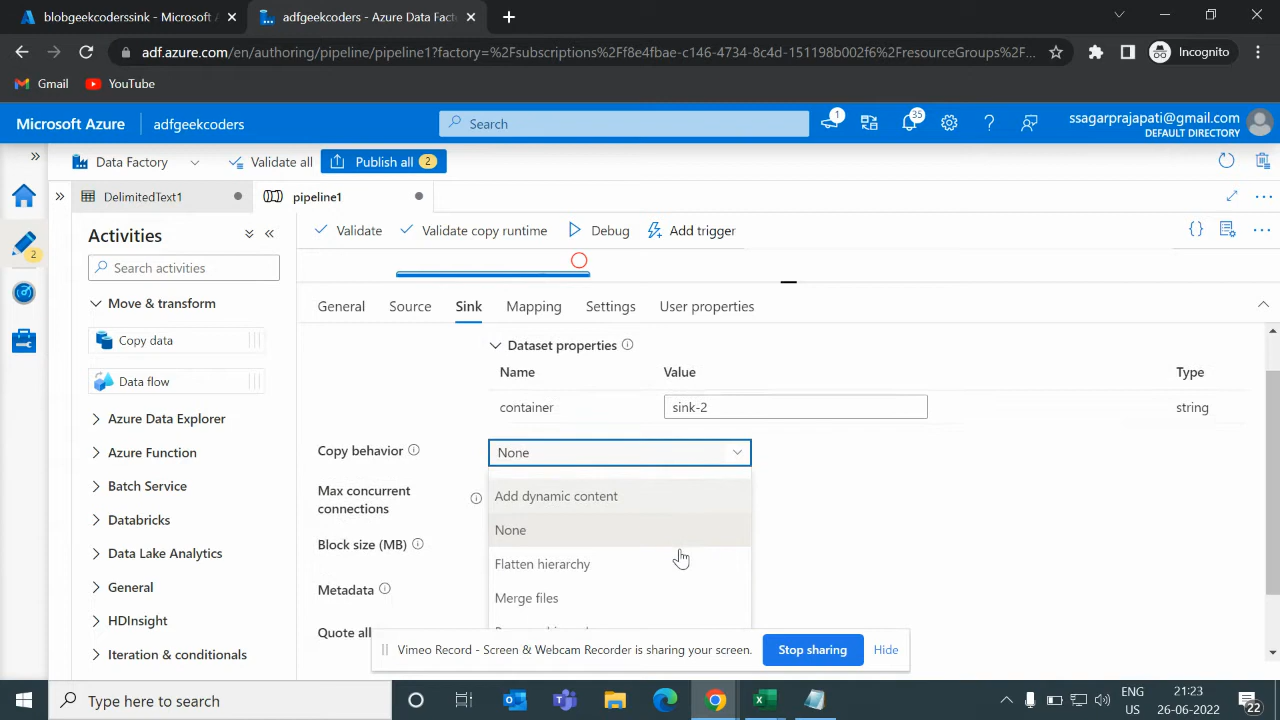 blobgeekcoderssink - Microsoft A
adfgeekcoders - Azure Data Fact
adf.azure.com/en/authoring/pipeline/pipeline1?factory=%2Fsubscriptions%2Ff8e4fbae-c146-4734-8c4d-151198b002f6%2FresourceGroups%2F...
Incognito
Gmail
YouTube
Microsoft Azure
adfgeekcoders
Search
1
35
ssagarprajapati@gmail.com
DEFAULT DIRECTORY
Data Factory
Validate all
Publish all
2
DelimitedText1
pipeline1
2
Activities
Search activities
Move & transform
Copy data
Data flow
Azure Data Explorer
Azure Function
Batch Service
Databricks
Data Lake Analytics
General
HDInsight
Iteration & conditionals
Validate
Validate copy runtime
Debug
Add trigger
General
Source
Sink
Mapping
Settings
User properties
Dataset properties
Name
Value
Type
container
sink-2
string
Copy behavior
None
Max concurrent
connections
Block size (MB)
Metadata
Quote all
Add dynamic content
None
Flatten hierarchy
Merge files
Vimeo Record - Screen & Webcam Recorder is sharing your screen.
Stop sharing
Hide
Type here to search
ENG
US
21:23
26-06-2022
22